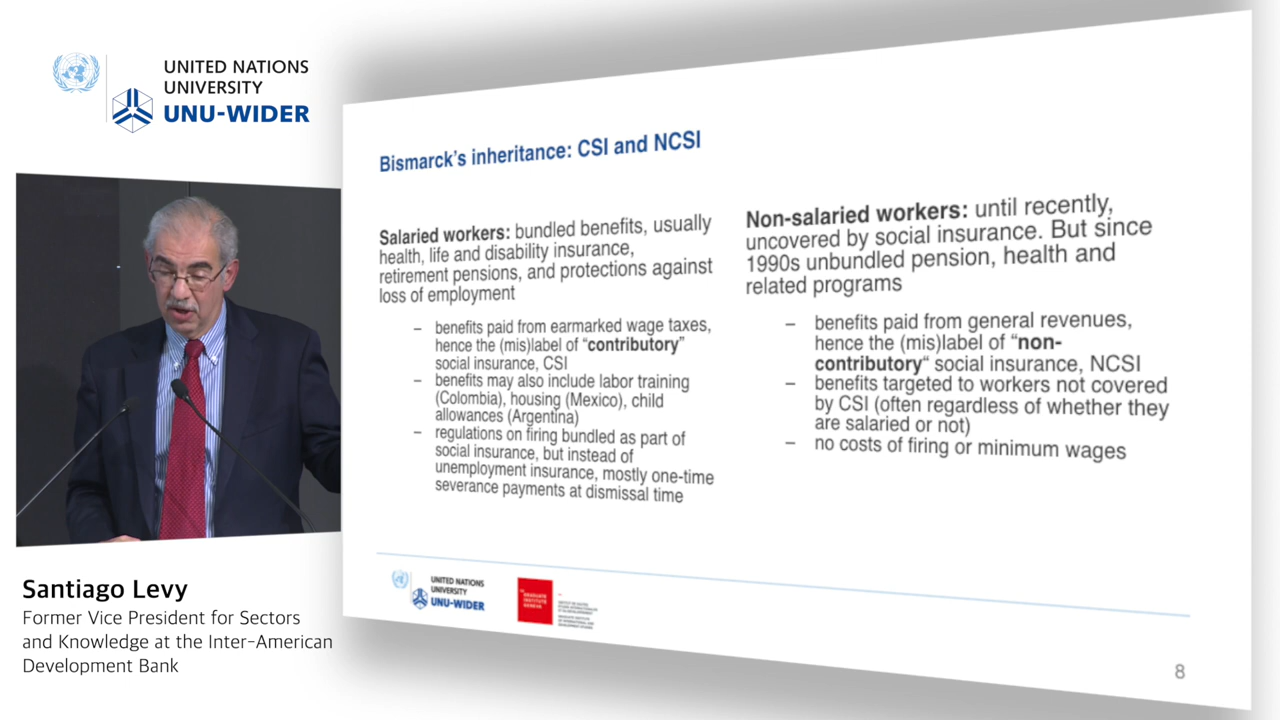 UNITED NATIONS
UNIVERSITY
UNU-WIDER
Bismarck's inheritance: CSI and NCSI
Salaried workers: bundled benefits, usually
health, life and disability insurance,
retirement pensions, and protections against
loss of employment
– benefits paid from earmarked wage taxes,
hence the (mis)label of “contributory”
social insurance, CSI
– benefits may also include labor training
(Colombia), housing (Mexico), child
allowances (Argentina)
– regulations on firing bundled as part of
social insurance, but instead of
unemployment insurance, mostly one-time
severance payments at dismissal time
Non-salaried workers: until recently,
uncovered by social insurance. But since
1990s unbundled pension, health and
related programs
– benefits paid from general revenues,
hence the (mis)label of “non-
contributory“ social insurance, NCSI
– benefits targeted to workers not covered
by CSI (often regardless of whether they
are salaried or not)
– no costs of firing or minimum wages
UNITED NATIONS
UNIVERSITY
UNU-WIDER
GRADUATE
INSTITUTE
GENEVA
8
Santiago Levy
Former Vice President for Sectors
and Knowledge at the Inter-American
Development Bank